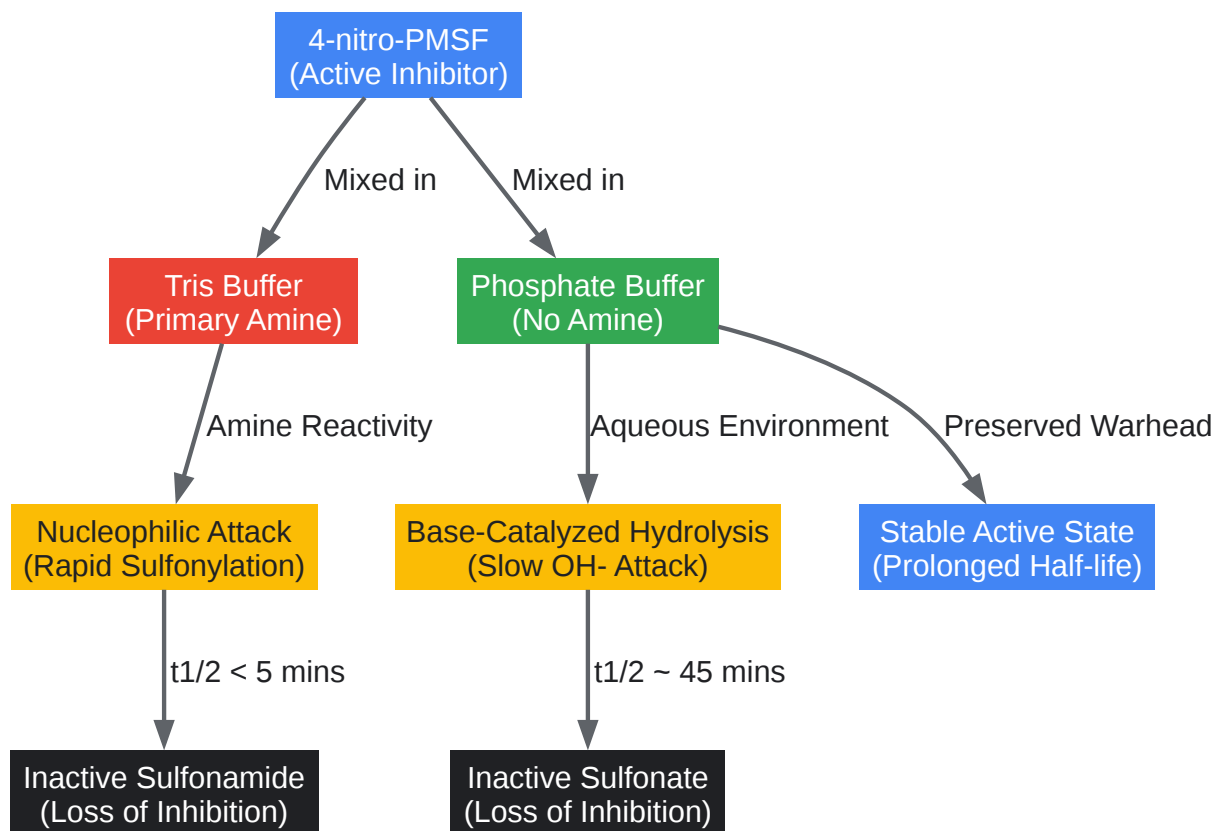 4-nitro-PMSF
(Active Inhibitor)
Mixed in
Mixed in
Tris Buffer
(Primary Amine)
Phosphate Buffer
(No Amine)
Amine Reactivity
Aqueous Environment
Preserved Warhead
Nucleophilic Attack
(Rapid Sulfonylation)
Base-Catalyzed Hydrolysis
(Slow OH- Attack)
Stable Active State
(Prolonged Half-life)
t1/2 < 5 mins
t1/2 ~ 45 mins
Inactive Sulfonamide
(Loss of Inhibition)
Inactive Sulfonate
(Loss of Inhibition)